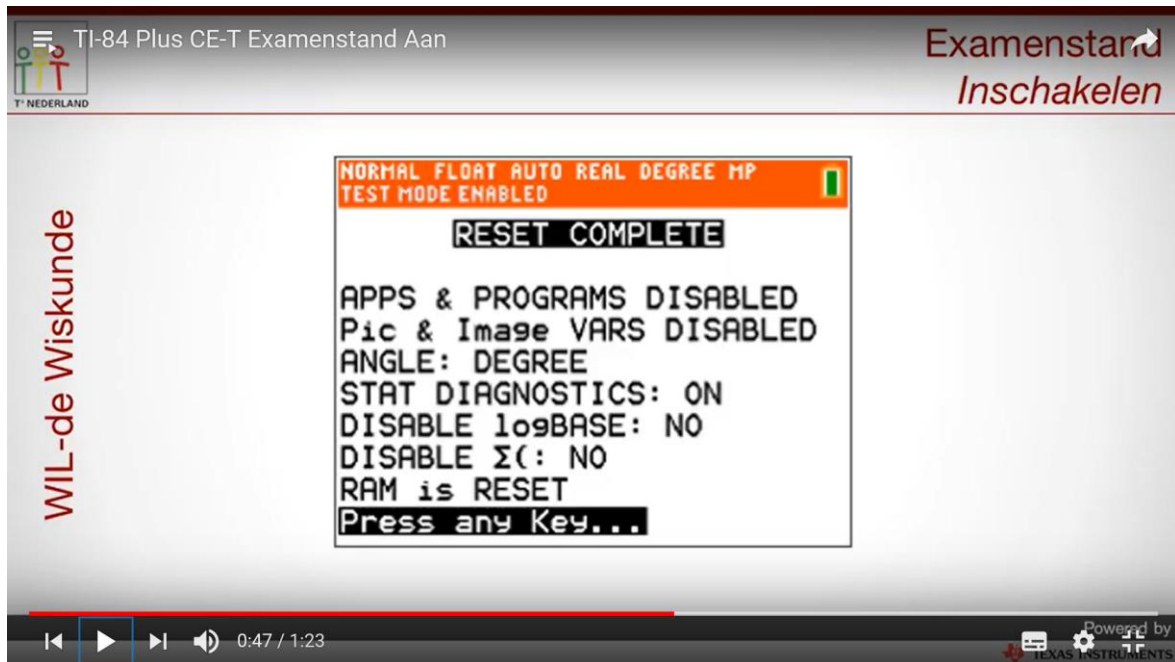 TI-84 Plus CE-T Examenstand Aan
T³ NEDERLAND
Examenstand
Inschakelen
WIL-de Wiskunde
NORMAL FLOAT AUTO REAL DEGREE MP
TEST MODE ENABLED
RESET COMPLETE
APPS & PROGRAMS DISABLED
Pic & Image VARS DISABLED
ANGLE: DEGREE
STAT DIAGNOSTICS: ON
DISABLE logBASE: NO
DISABLE Σ(: NO
RAM is RESET
Press any Key...
0:47 / 1:23
Powered by
TEXAS INSTRUMENTS